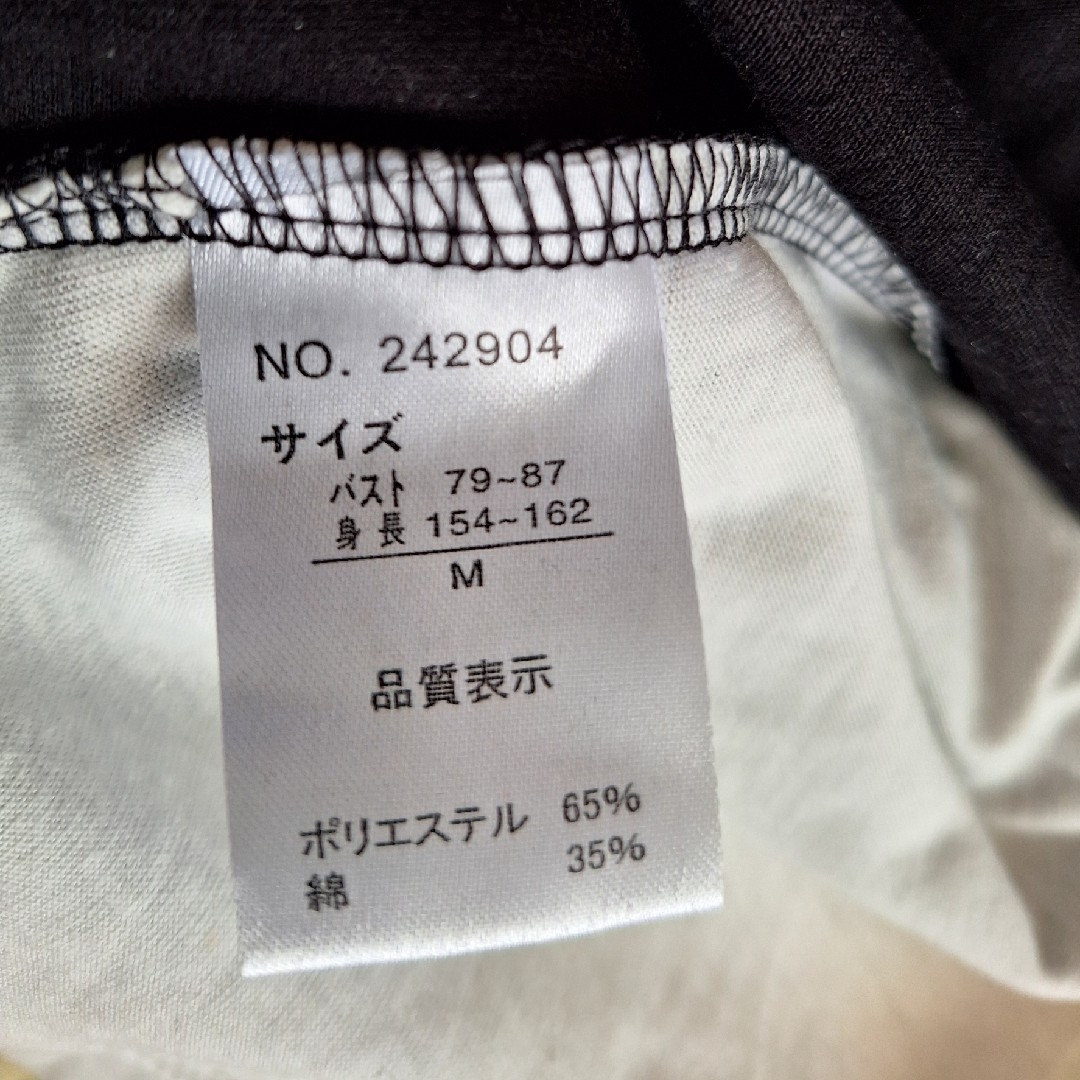 NO. 242904
サイズ
バスト 79~87
身長 154~162
M
品質表示
ポリエステル 65%
綿 35%